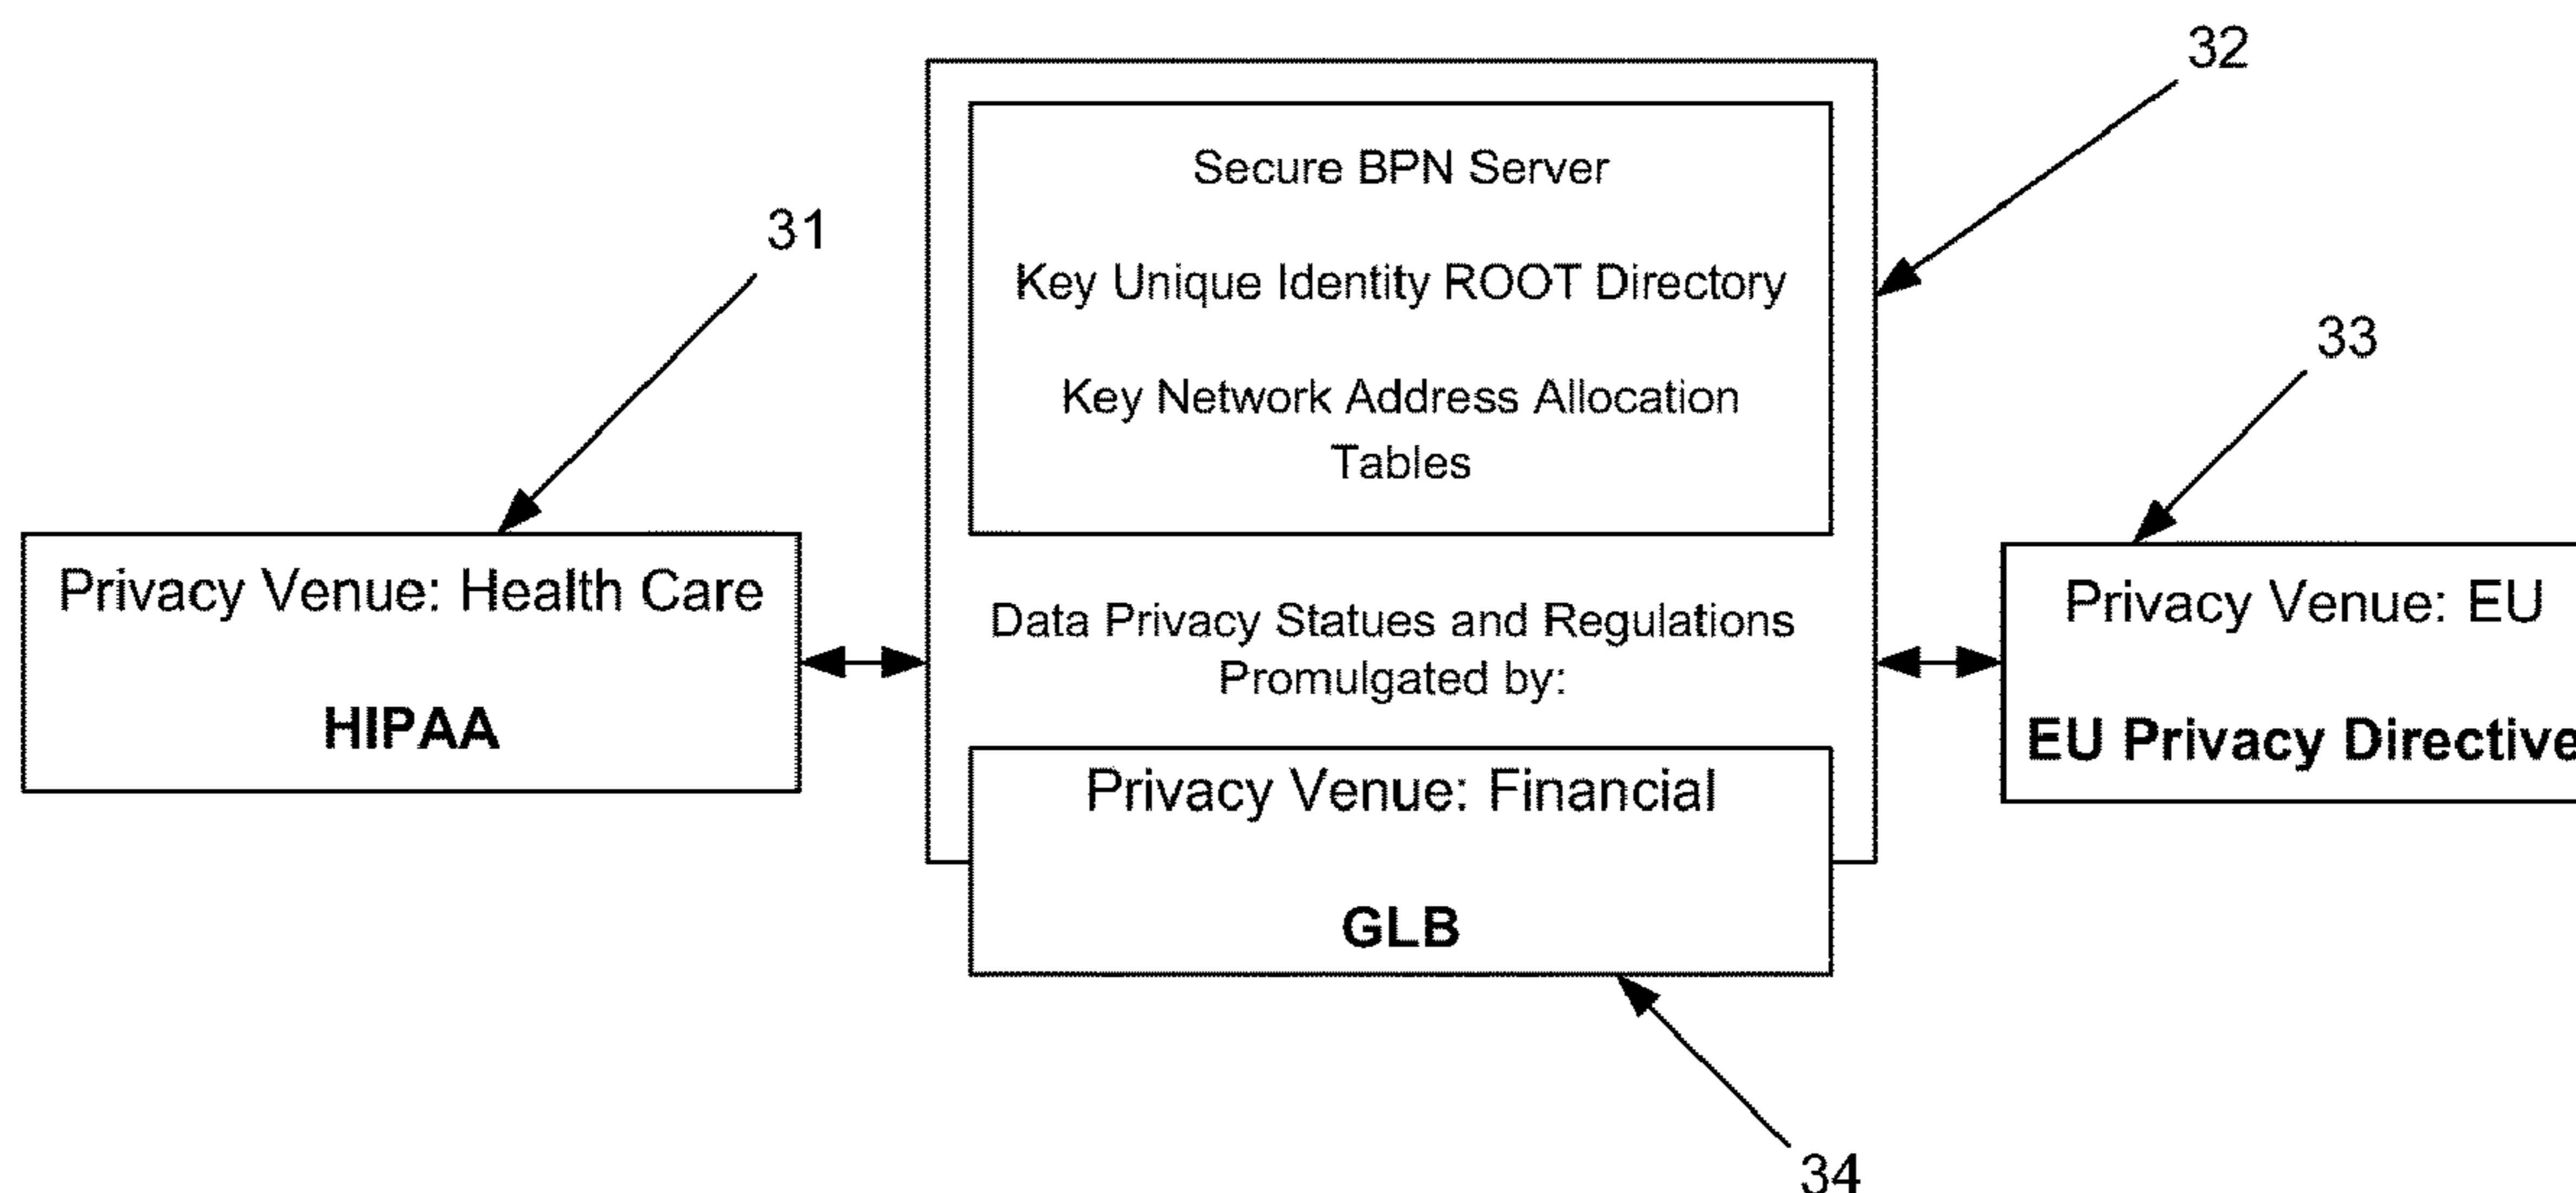 32
Secure BPN Server
31
Key Unique Identity ROOT Directory
33
Key Network Address Allocation
Tables
Privacy Venue: Health Care
HIPAA
Data Privacy Statues and Regulations
Promulgated by:
Privacy Venue: EU
EU Privacy Directive
Privacy Venue: Financial
GLB
34